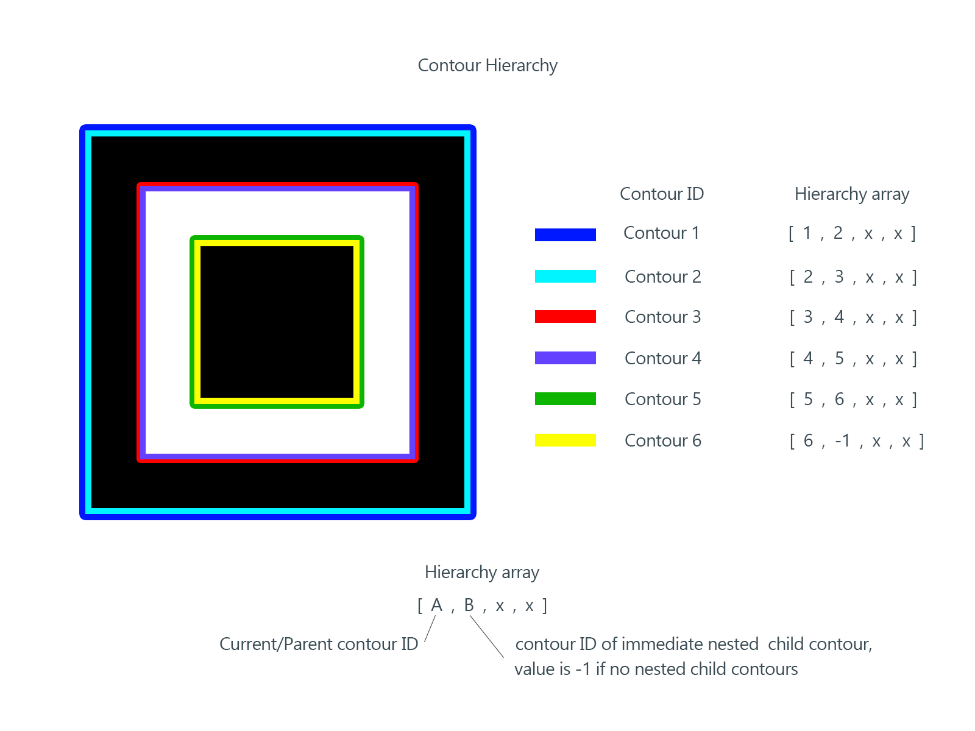 Contour Hierarchy
Contour ID Hierarchy array
Contour 1 [ 1 , 2 , x , x ]
Contour 2 [ 2 , 3 , x , x ]
Contour 3 [ 3 , 4 , x , x ]
Contour 4 [ 4 , 5 , x , x ]
Contour 5 [ 5 , 6 , x , x ]
Contour 6 [ 6 , -1 , x , x ]
Hierarchy array
[ A , B , x , x ]
Current/Parent contour ID
contour ID of immediate nested child contour,
value is -1 if no nested child contours